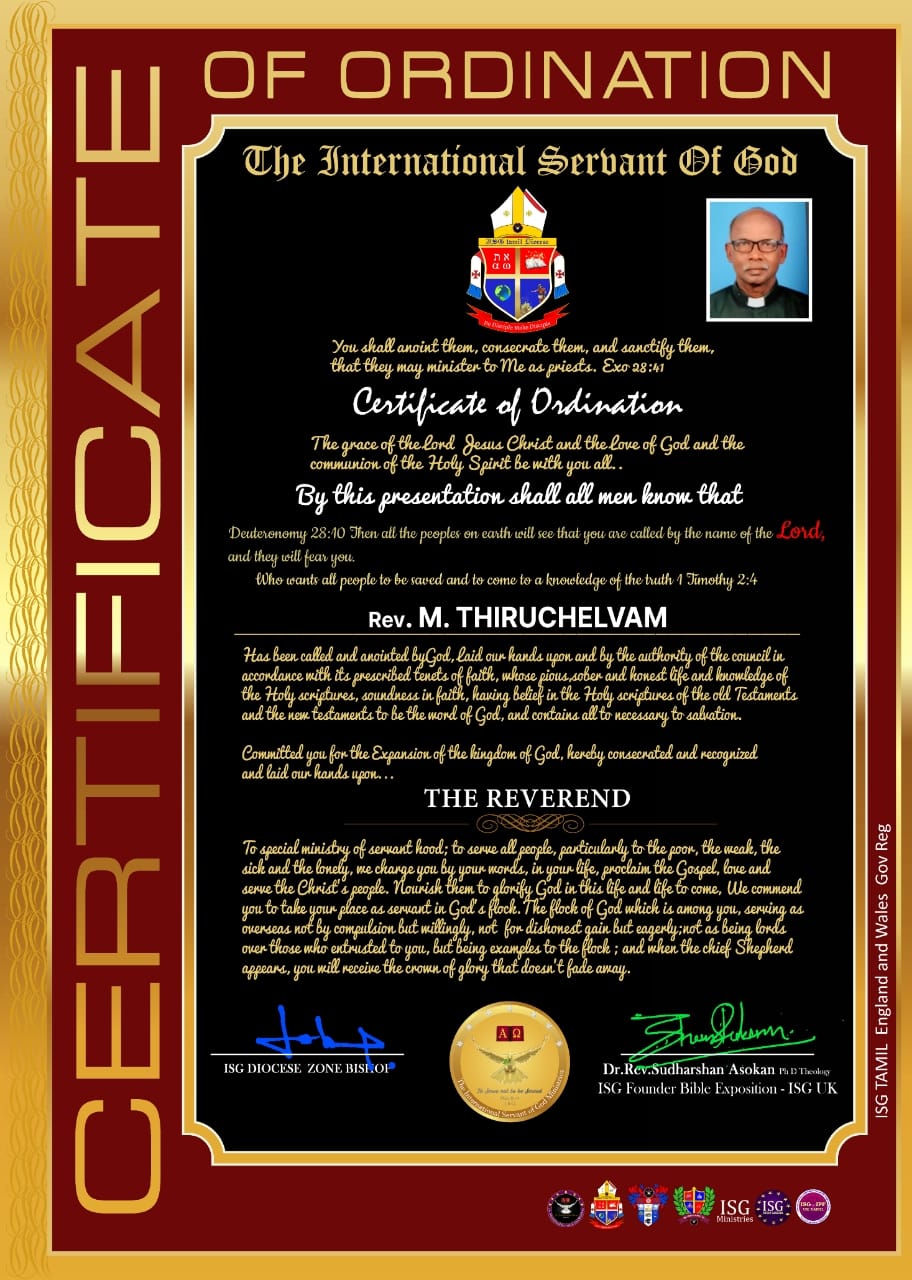 CERTIFICATE
OF ORDINATION
The International Servant Of God
ISG tamil Diocese
א ת
α ω
Be Disciple Make Disciple
You shall anoint them, consecrate them, and sanctify them,
that they may minister to Me as priests. Exo 28:41
Certificate of Ordination
The grace of the Lord Jesus Christ and the Love of God and the
communion of the Holy Spirit be with you all..
By this presentation shall all men know that
Deuteronomy 28:10 Then all the peoples on earth will see that you are called by the name of the Lord,
and they will fear you.
Who wants all people to be saved and to come to a knowledge of the truth 1 Timothy 2:4
Rev. M. THIRUCHELVAM
Has been called and anointed byGod, Laid our hands upon and by the authority of the council in
accordance with its prescribed tenets of faith, whose pious,sober and honest life and knowledge of
the Holy scriptures, soundness in faith, having belief in the Holy scriptures of the old Testaments
and the new testaments to be the word of God, and contains all to necessary to salvation.
Committed you for the Expansion of the kingdom of God, hereby consecrated and recognized
and laid our hands upon...
THE REVEREND
To special ministry of servant hood; to serve all people, particularly to the poor, the weak, the
sick and the lonely, we charge you by your words, in your life, proclaim the Gospel, love and
serve the Christ's people. Nourish them to glorify God in this life and life to come, We commend
you to take your place as servant in God's flock. The flock of God which is among you, serving as
overseas not by compulsion but willingly, not for dishonest gain but eagerly;not as being lords
over those who entrusted to you, but being examples to the flock ; and when the chief Shepherd
appears, you will receive the crown of glory that doesn't fade away.
ISG DIOCESE ZONE BISHOP
Α Ω
To Serve not to be Served
The International Servant of God Ministries
Dr.Rev.Sudharshan Asokan Ph D Theology
ISG Founder Bible Exposition - ISG UK
ISG TAMIL England and Wales Gov Reg
ISG
Ministries
ISG